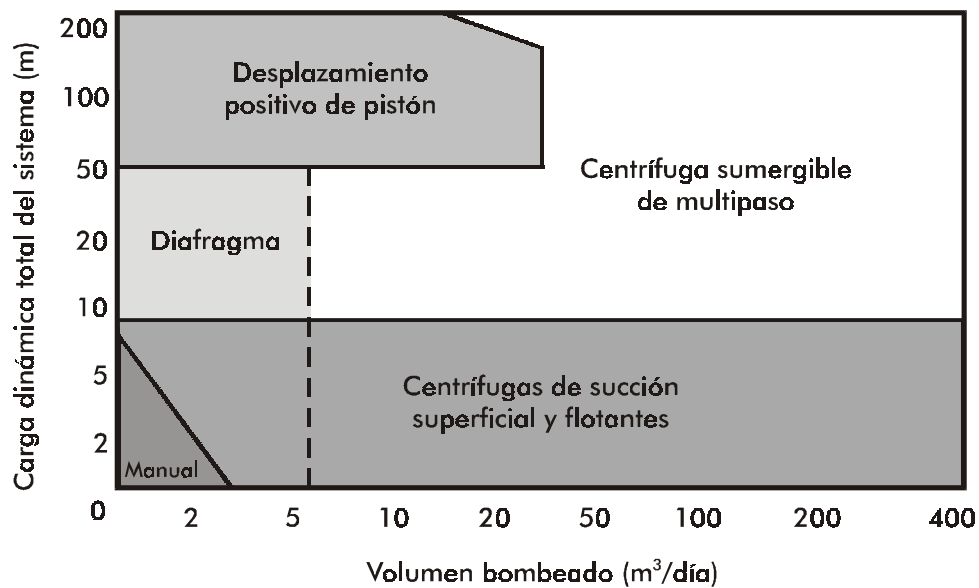 Carga dinámica total del sistema (m)
200
100
50
20
10
5
2
0
Desplazamiento
positivo de pistón
Centrífuga sumergible
de multipaso
Diafragma
Centrífugas de succión
superficial y flotantes
Manual
2 5 10 20 50 100 200 400
Volumen bombeado (m³/día)